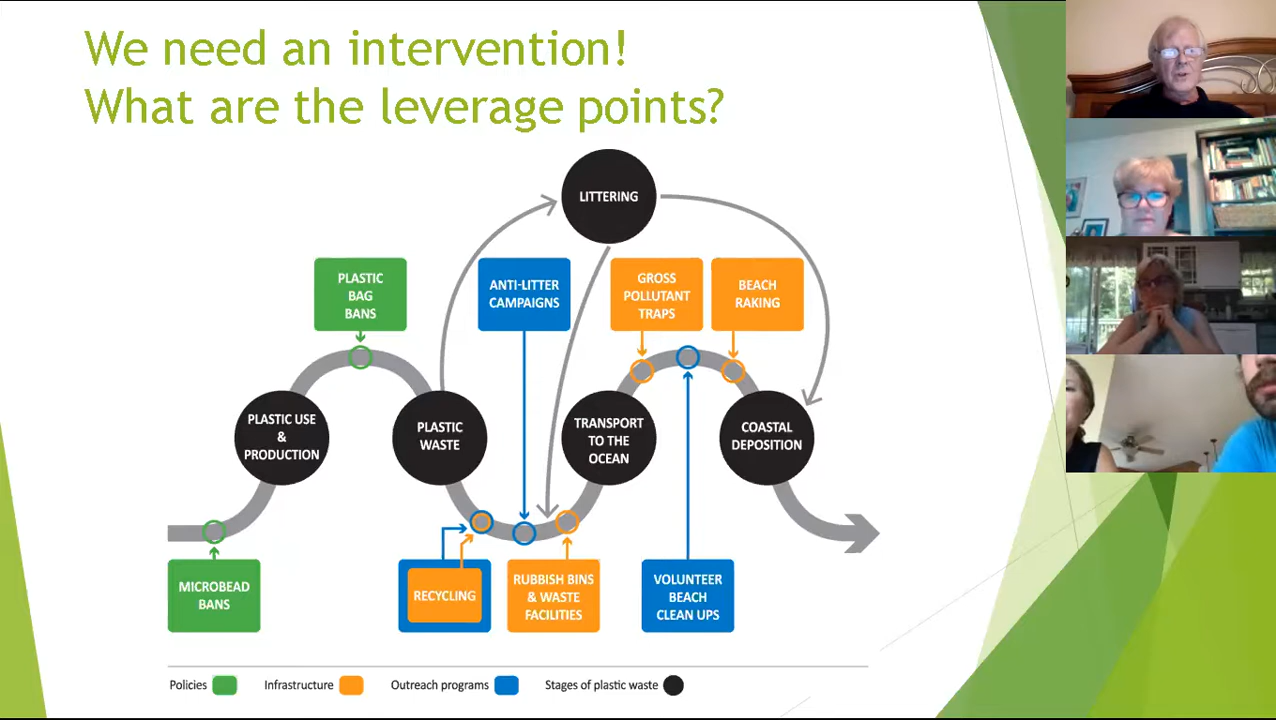 We need an intervention!
What are the leverage points?
LITTERING
PLASTIC
BAG
BANS
ANTI-LITTER
CAMPAIGNS
GROSS
POLLUTANT
TRAPS
BEACH
RAKING
PLASTIC USE
&
PRODUCTION
PLASTIC
WASTE
TRANSPORT
TO THE
OCEAN
COASTAL
DEPOSITION
MICROBEAD
BANS
RECYCLING
RUBBISH BINS
& WASTE
FACILITIES
VOLUNTEER
BEACH
CLEAN UPS
Policies
Infrastructure
Outreach programs
Stages of plastic waste